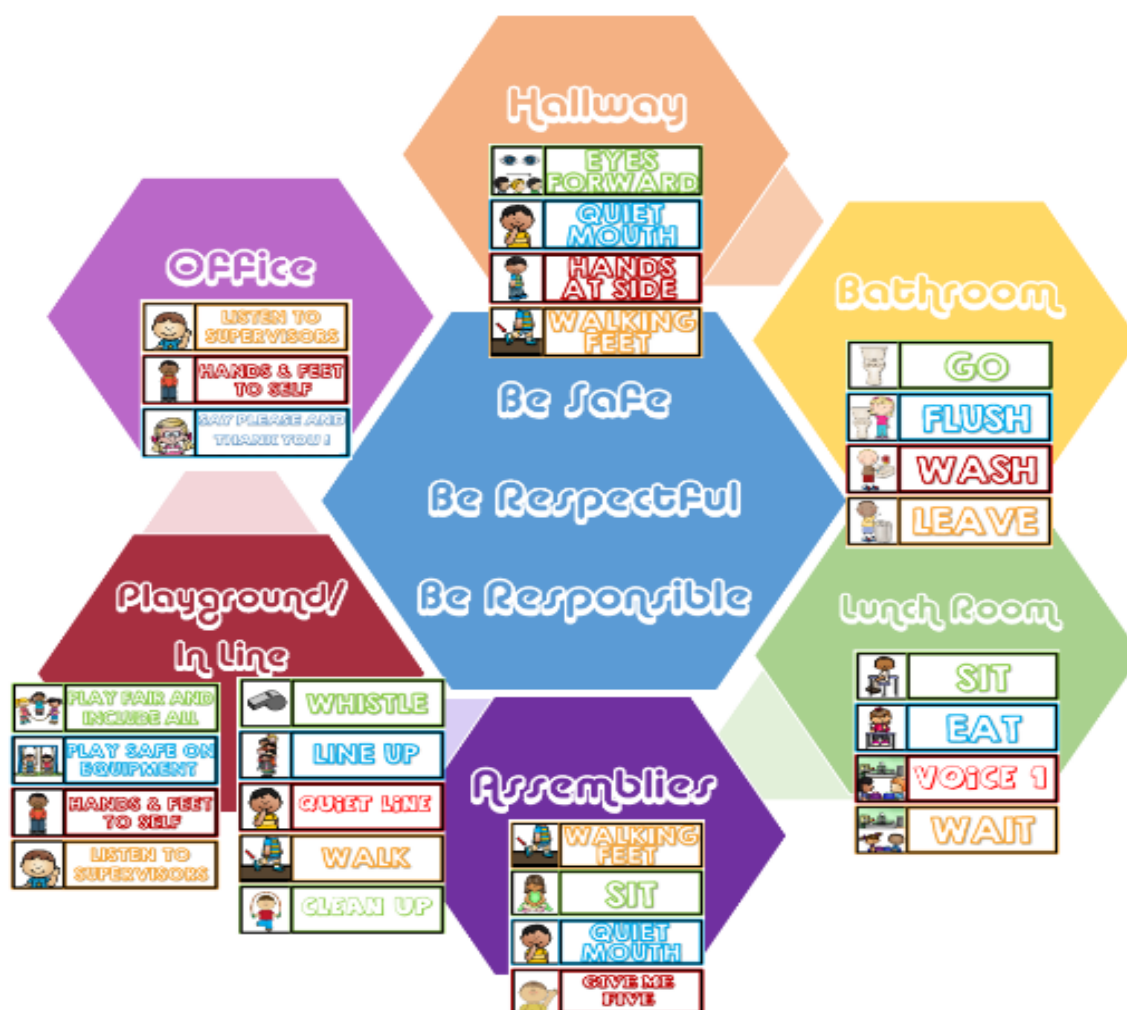 Hallway
EYES
FORWARD
QUIET
MOUTH
HANDS
AT SIDE
WALKING
FEET
Office
LISTEN TO
SUPERVISORS
HANDS & FEET
TO SELF
SAY PLEASE AND
THANK YOU !
Bathroom
GO
FLUSH
WASH
LEAVE
Be Safe
Be Respectful
Be Responsible
Playground/
In Line
PLAY FAIR AND
INCLUDE ALL
PLAY SAFE ON
EQUIPMENT
HANDS & FEET
TO SELF
LISTEN TO
SUPERVISORS
WHISTLE
LINE UP
QUIET LINE
WALK
CLEAN UP
Lunch Room
SIT
EAT
VOICE 1
WAIT
Assemblies
WALKING
FEET
SIT
QUIET
MOUTH
GIVE ME
FIVE